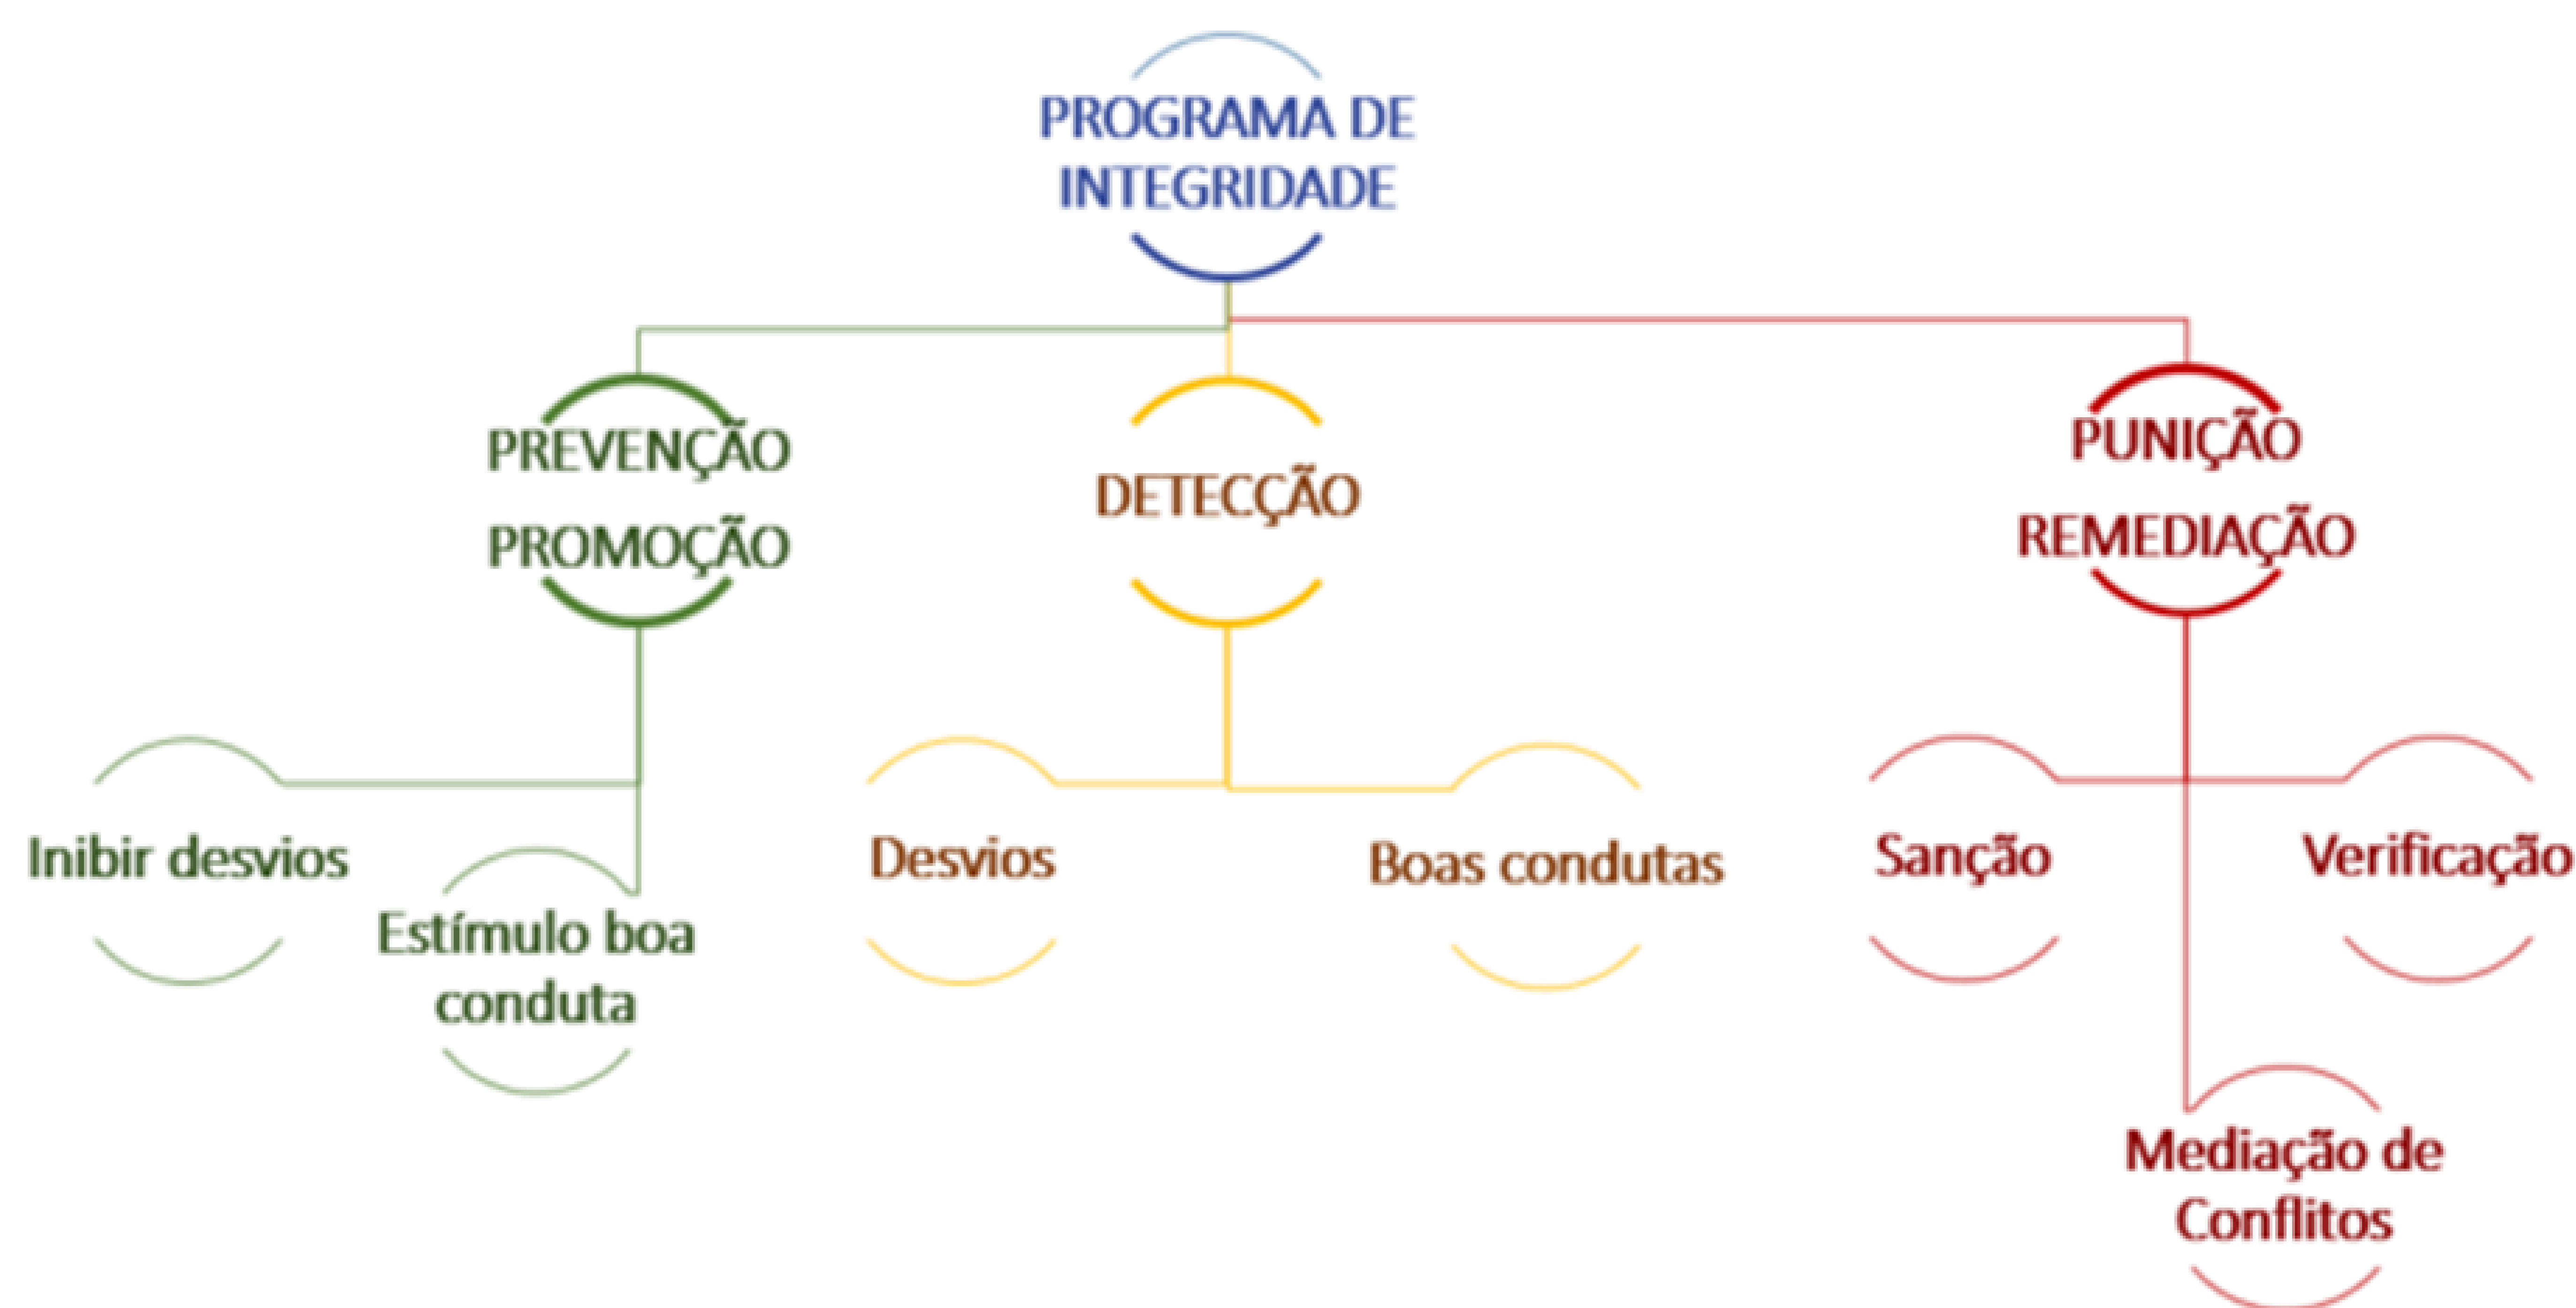 PROGRAMA DE
INTEGRIDADE
PREVENÇÃO
PROMOÇÃO
DETECÇÃO
PUNIÇÃO
REMEDIAÇÃO
Inibir desvios
Estímulo boa
conduta
Desvios
Boas condutas
Sanção
Verificação
Mediação de
Conflitos